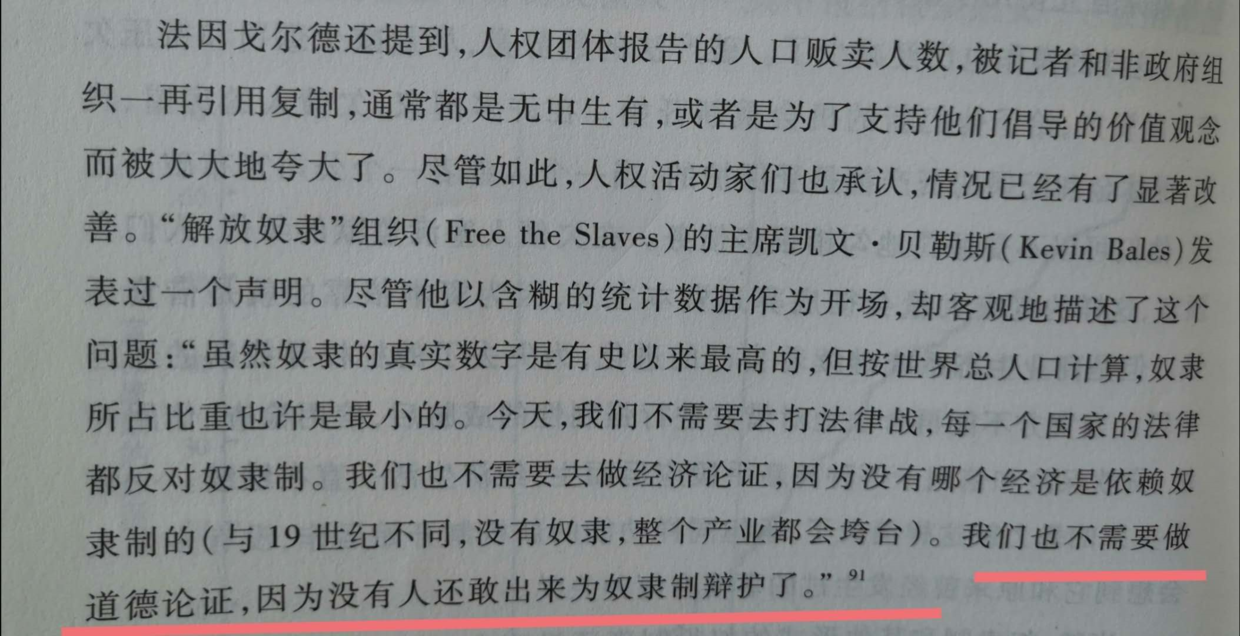 法因戈尔德还提到，人权团体报告的人口贩卖人数，被记者和非政府组
织一再引用复制，通常都是无中生有，或者是为了支持他们倡导的价值观念
而被大大地夸大了。尽管如此，人权活动家们也承认，情况已经有了显著改
善。“解放奴隶”组织(Free the Slaves)的主席凯文·贝勒斯(Kevin Bales)发
表过一个声明。尽管他以含糊的统计数据作为开场，却客观地描述了这个
问题：“虽然奴隶的真实数字是有史以来最高的，但按世界总人口计算，奴隶
所占比重也许是最小的。今天，我们不需要去打法律战，每一个国家的法律
都反对奴隶制。我们也不需要去做经济论证，因为没有哪个经济是依赖奴
隶制的(与19世纪不同，没有奴隶，整个产业都会垮台)。我们也不需要做
道德论证，因为没有人还敢出来为奴隶制辩护了。”91